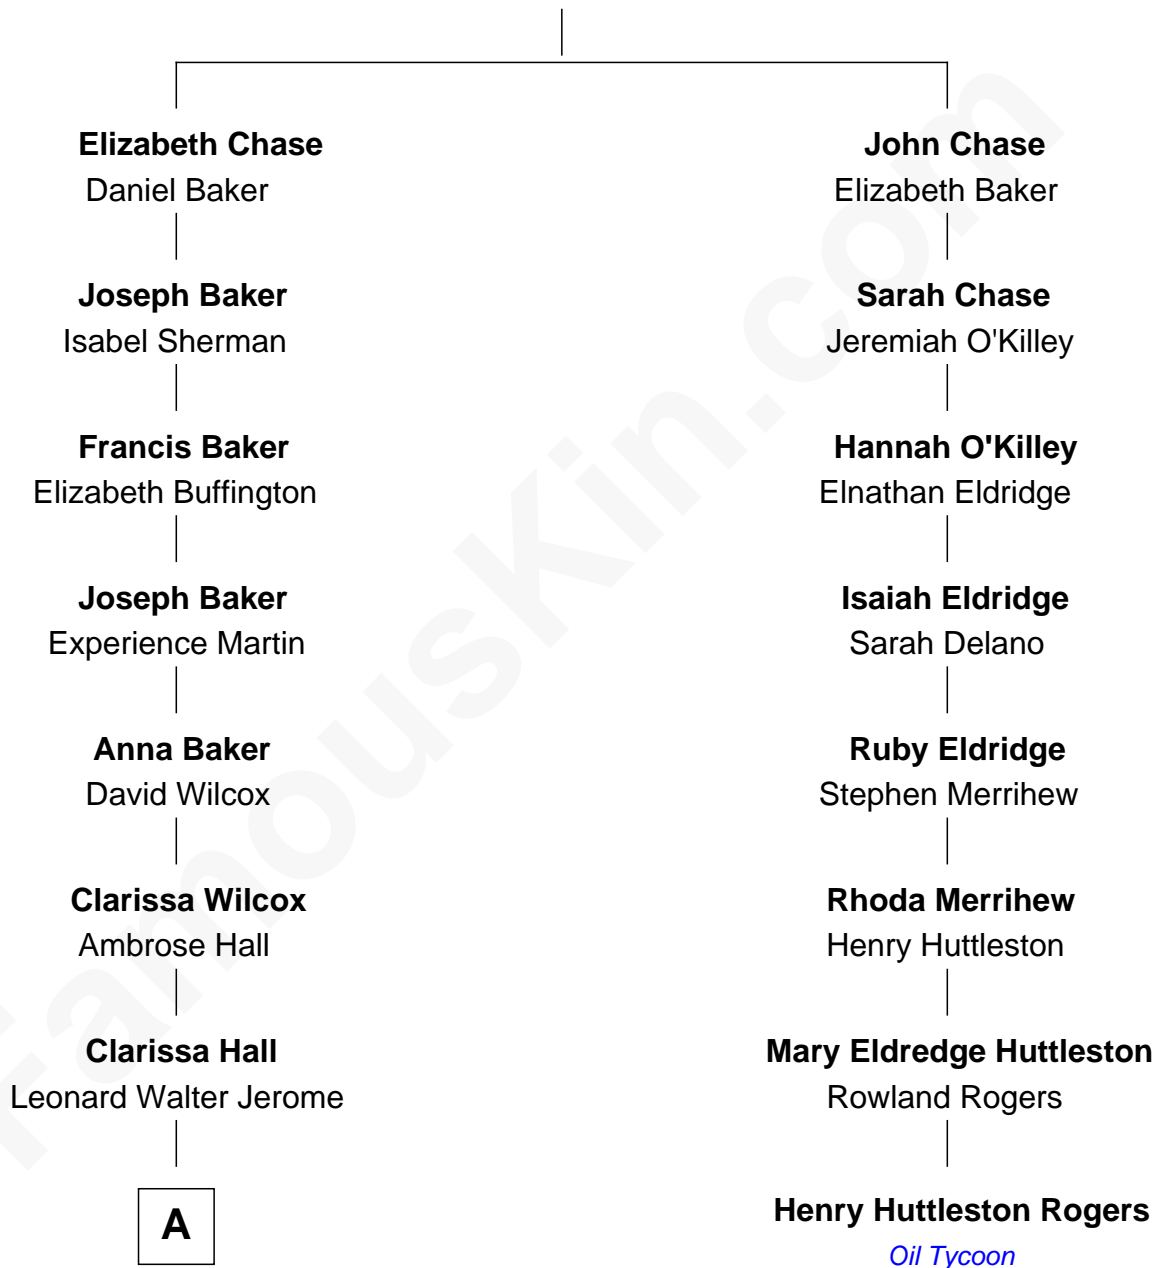 Elizabeth Chase
Daniel Baker
Joseph Baker
Isabel Sherman
Francis Baker
Elizabeth Buffington
Joseph Baker
Experience Martin
Anna Baker
David Wilcox
Clarissa Wilcox
Ambrose Hall
Clarissa Hall
Leonard Walter Jerome
A
John Chase
Elizabeth Baker
Sarah Chase
Jeremiah O'Killey
Hannah O'Killey
Elnathan Eldridge
Isaiah Eldridge
Sarah Delano
Ruby Eldridge
Stephen Merrihew
Rhoda Merrihew
Henry Huttleston
Mary Eldredge Huttleston
Rowland Rogers
Henry Huttleston Rogers
Oil Tycoon
FamousKin.com